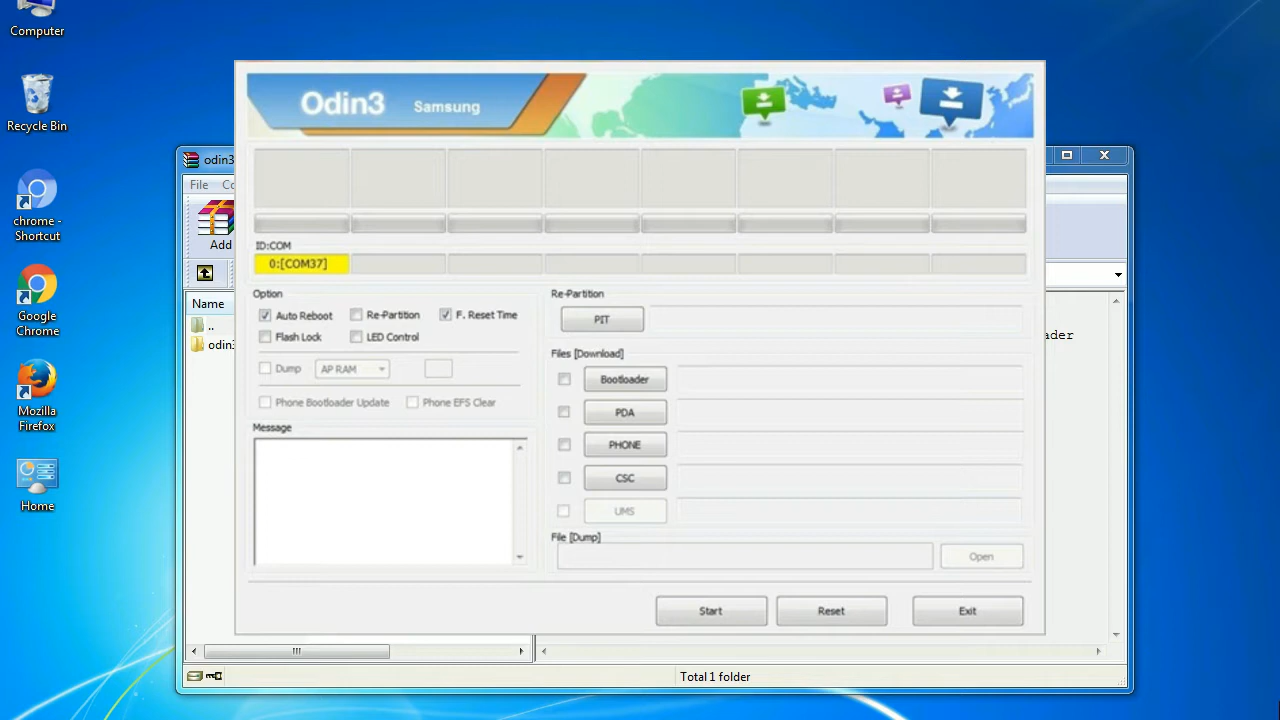 Computer
Recycle Bin
chrome -
Shortcut
Google
Chrome
Mozilla
Firefox
Home
odin3
File
Add
Name
..
odin3
Total 1 folder
Odin3 Samsung
ID:COM
0:[COM37]
Option
Auto Reboot
Re-Partition
F. Reset Time
Flash Lock
LED Control
Dump
AP RAM
Phone Bootloader Update
Phone EFS Clear
Message
Re-Partition
PIT
Files [Download]
Bootloader
PDA
PHONE
CSC
UMS
File [Dump]
Open
Start
Reset
Exit